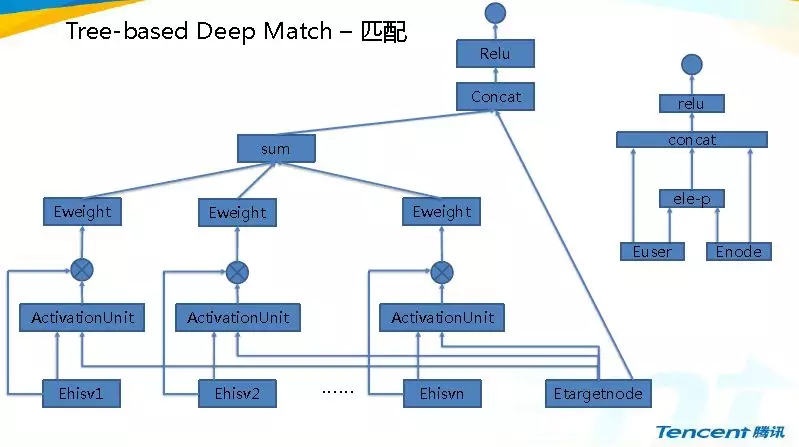 Tree-based Deep Match – 匹配
Relu
Concat
sum
Eweight
Eweight
Eweight
ActivationUnit
ActivationUnit
ActivationUnit
Ehisv1
Ehisv2
......
Ehisvn
Etargetnode
relu
concat
ele-p
Euser
Enode
Tencent 腾讯